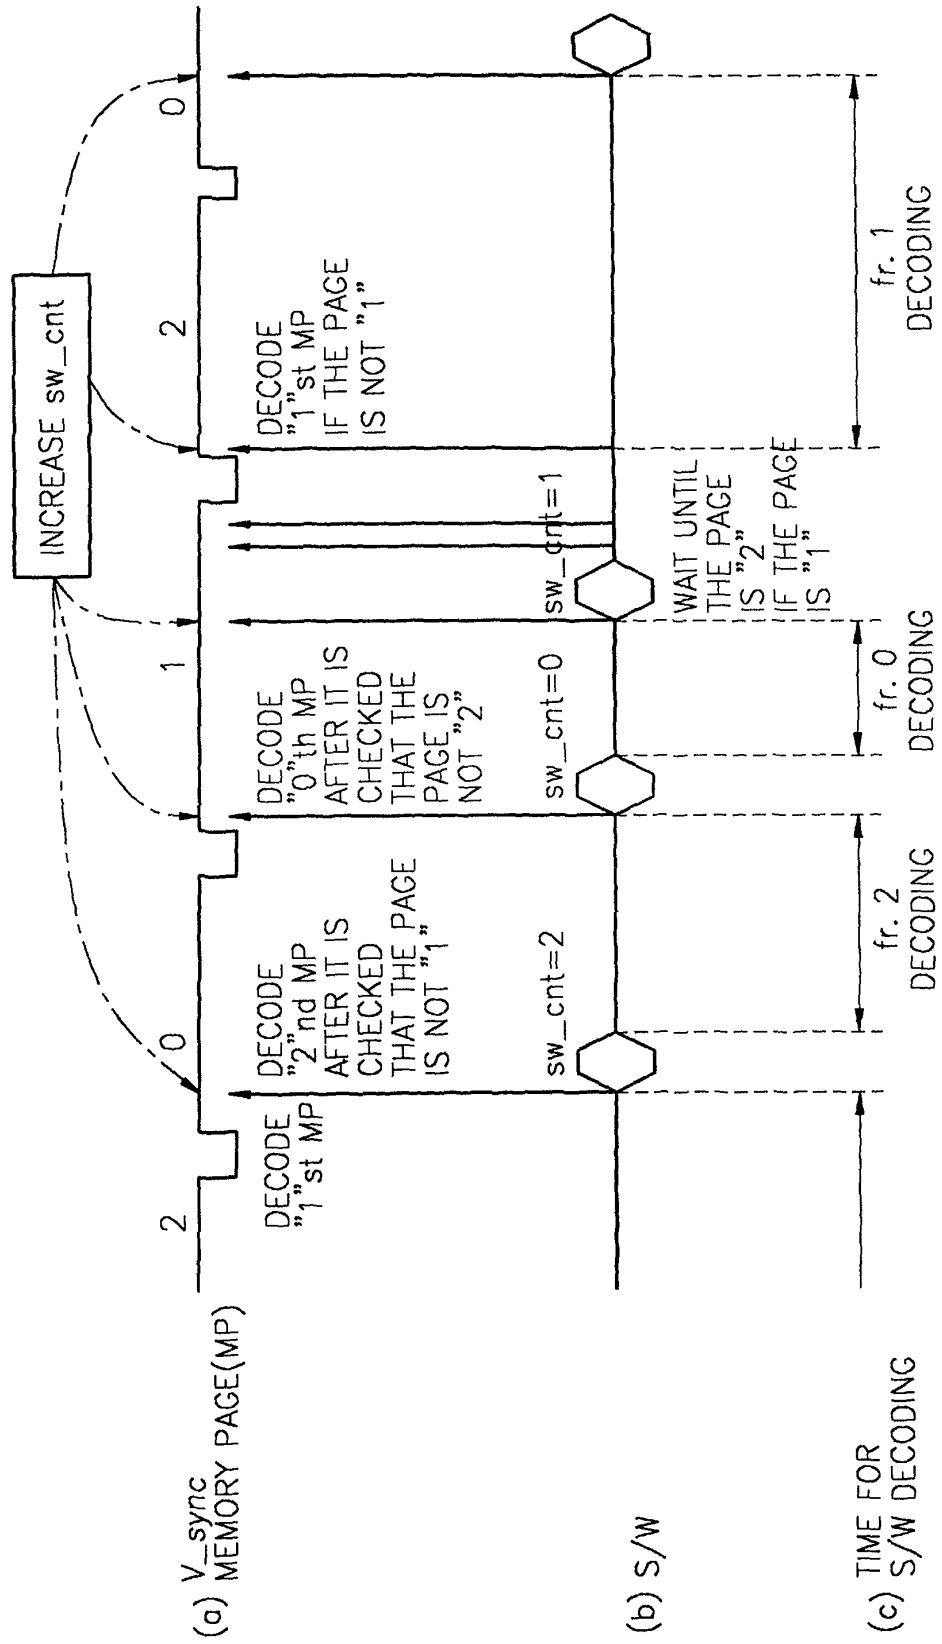 INCREASE sw_cnt
(a) V_sync
MEMORY PAGE(MP)
2
0
1
2
0
DECODE
"1"st MP
DECODE
"2"nd MP
AFTER IT IS
CHECKED
THAT THE PAGE
IS NOT "1"
DECODE
"0"th MP
AFTER IT IS
CHECKED
THAT THE
PAGE IS
NOT "2"
DECODE
"1"st MP
IF THE PAGE
IS NOT "1"
(b) S/W
sw_cnt=2
sw_cnt=0
sw_cnt=1
WAIT UNTIL
THE PAGE
IS "2"
IF THE PAGE
IS "1"
(c) TIME FOR
S/W DECODING
fr. 2
DECODING
fr. 0
DECODING
fr. 1
DECODING